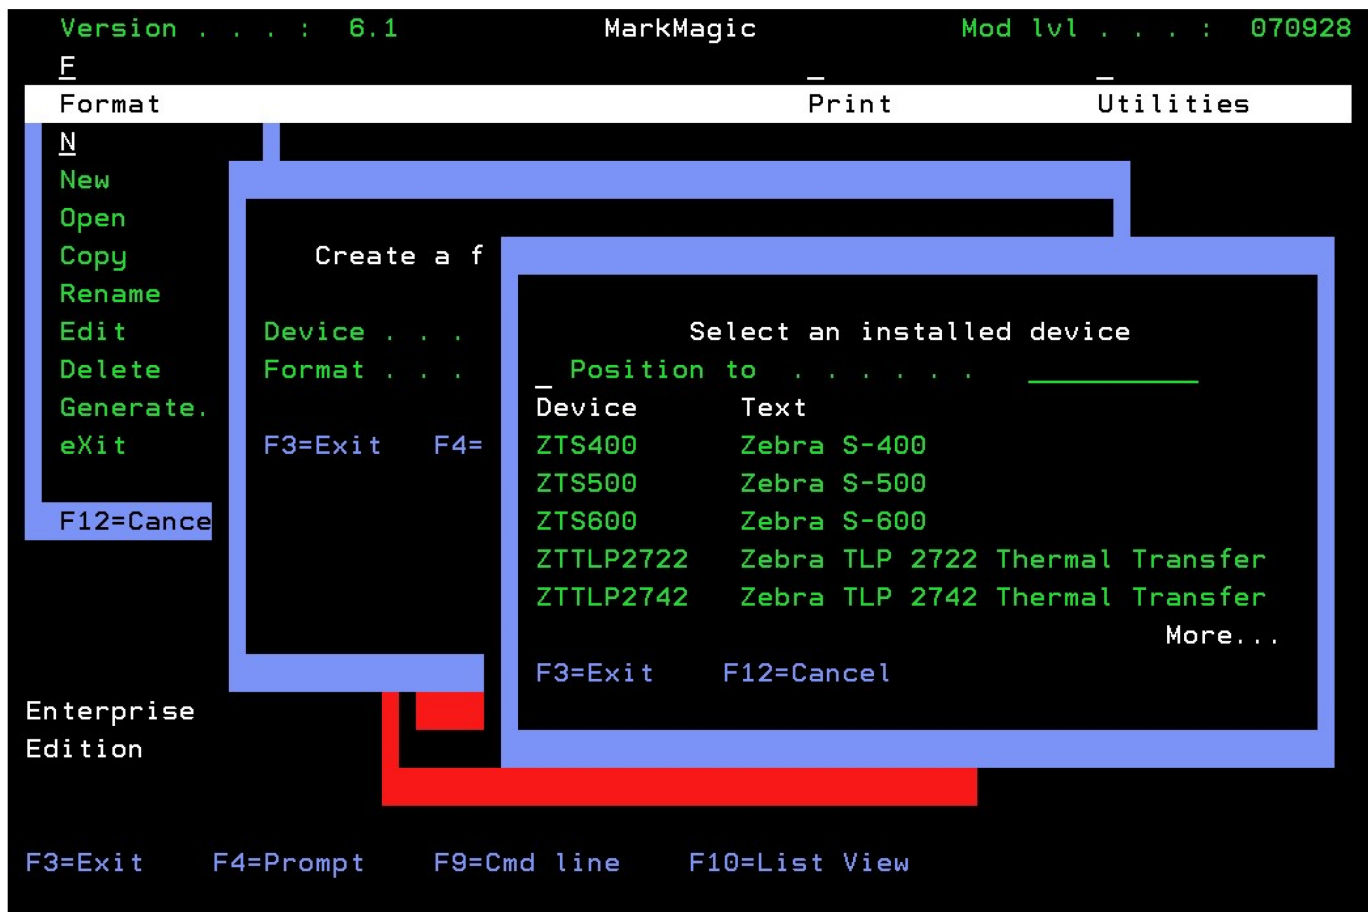 Version . . . :  6.1    MarkMagic    Mod lvl . . . :  070928
F
Format    Print    Utilities
N
New
Open
Copy    Create a f
Rename
Edit    Device . . .    Select an installed device
Delete    Format . . .    _ Position to . . . . . .
Generate.    Device    Text
eXit    F3=Exit    F4=    ZTS400    Zebra S-400
ZTS500    Zebra S-500
F12=Cance    ZTS600    Zebra S-600
ZTTLP2722    Zebra TLP 2722 Thermal Transfer
ZTTLP2742    Zebra TLP 2742 Thermal Transfer
More...
F3=Exit    F12=Cancel
Enterprise
Edition
F3=Exit    F4=Prompt    F9=Cmd line    F10=List View